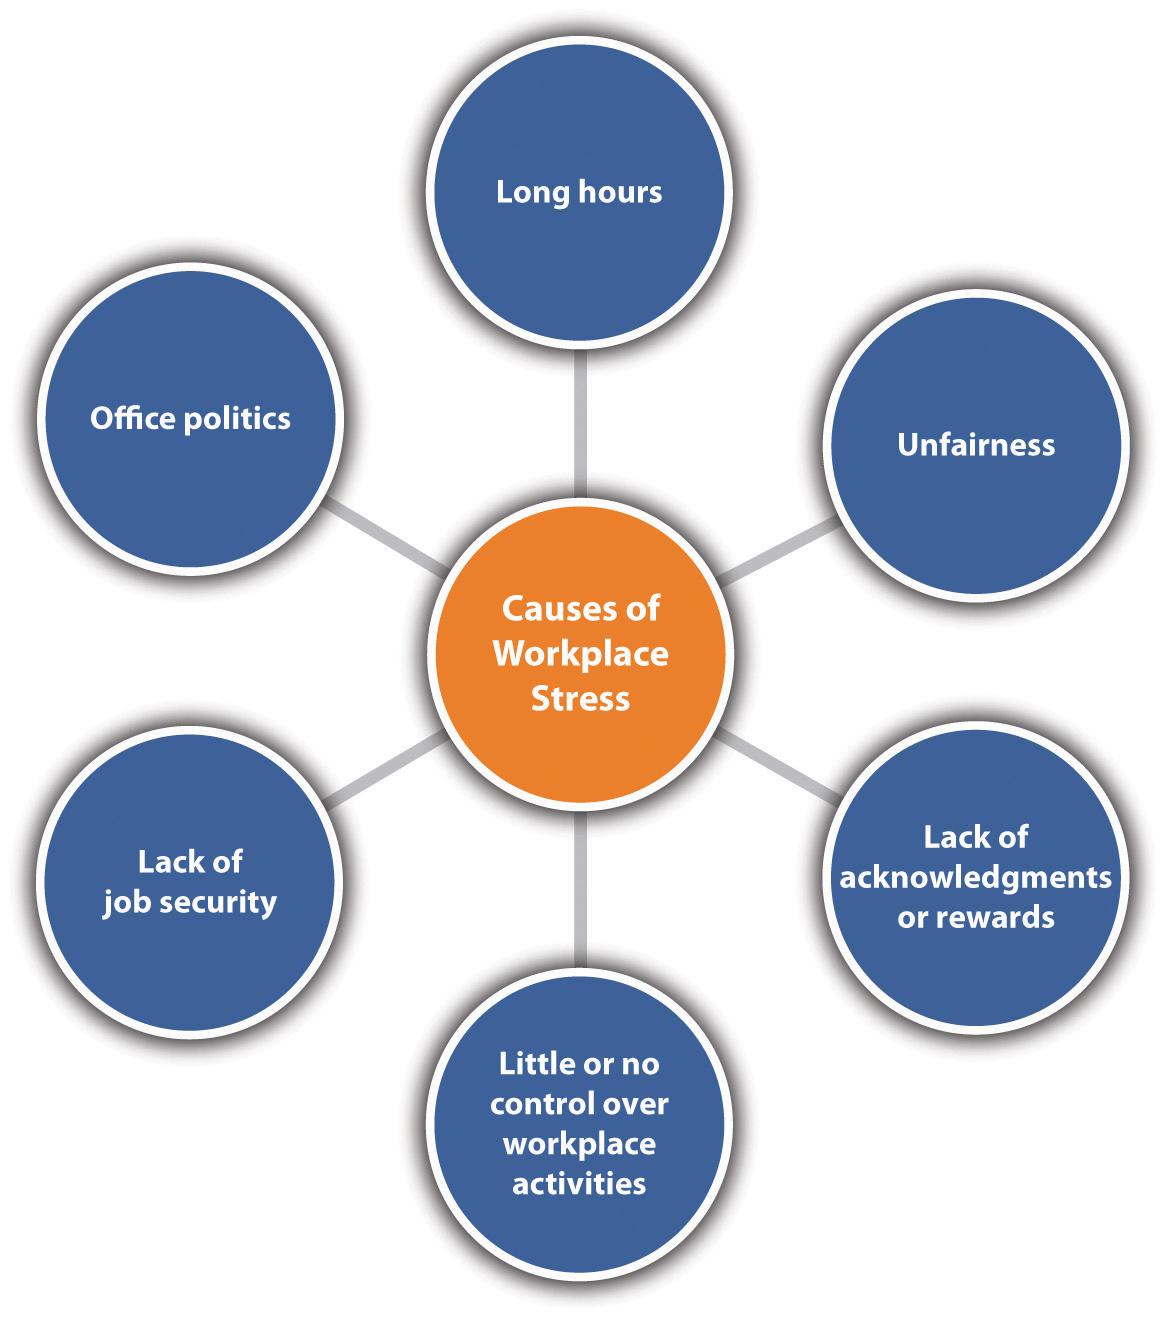 Long hours
Office politics
Unfairness
Causes of
Workplace
Stress
Lack of
job security
Lack of
acknowledgments
or rewards
Little or no
control over
workplace
activities